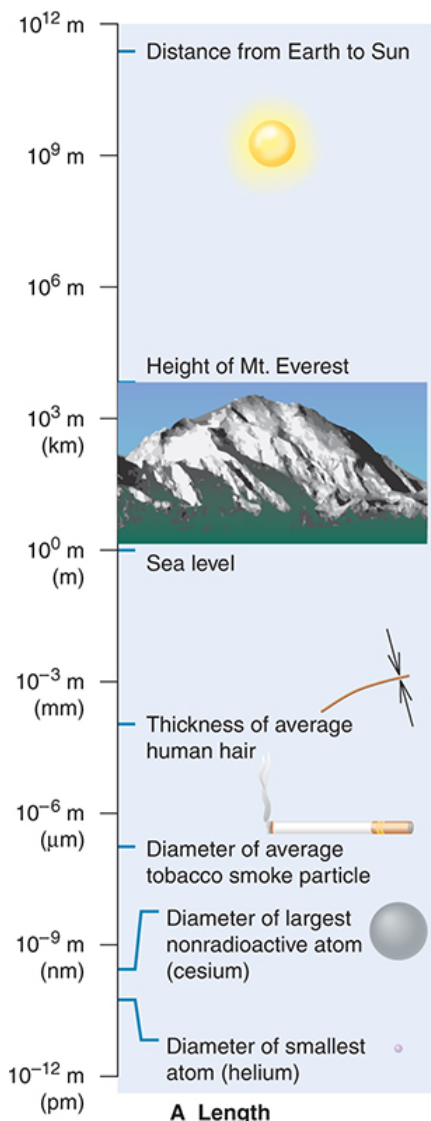 10¹² m
Distance from Earth to Sun
10⁹ m
10⁶ m
Height of Mt. Everest
10³ m
(km)
10⁰ m
(m)
Sea level
10⁻³ m
(mm)
Thickness of average
human hair
10⁻⁶ m
(μm)
Diameter of average
tobacco smoke particle
Diameter of largest
nonradioactive atom
(cesium)
10⁻⁹ m
(nm)
Diameter of smallest
atom (helium)
10⁻¹² m
(pm)
A Length